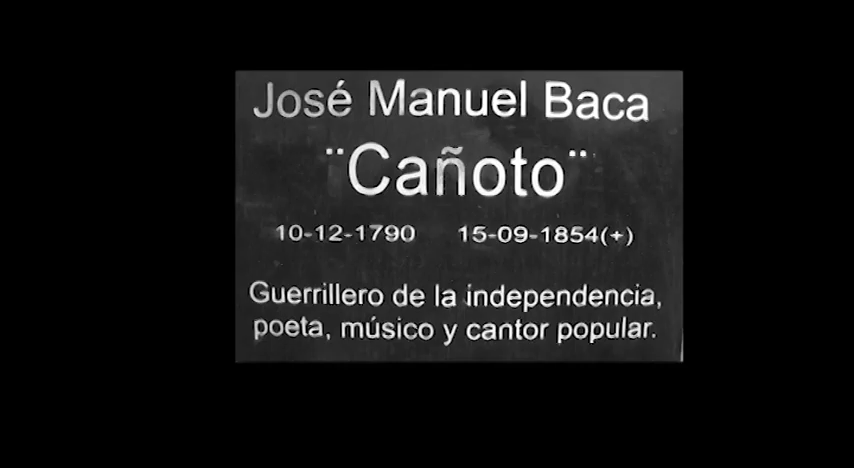 José Manuel Baca
¨Cañoto¨
10-12-1790 15-09-1854(+)
Guerrillero de la independencia,
poeta, músico y cantor popular.